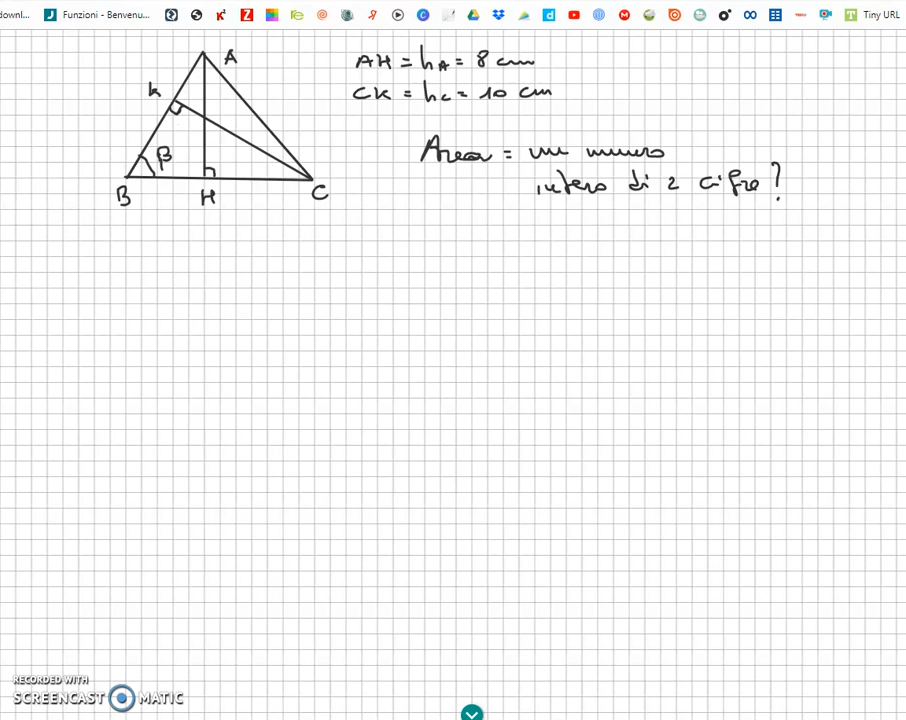 downl...
Funzioni - Benvenu...
Tiny URL
A
K
β
B
H
C
AH = hA = 8 cm
CK = hC = 10 cm
Area = un numero
intero di 2 cifre?
RECORDED WITH
SCREENCAST MATIC